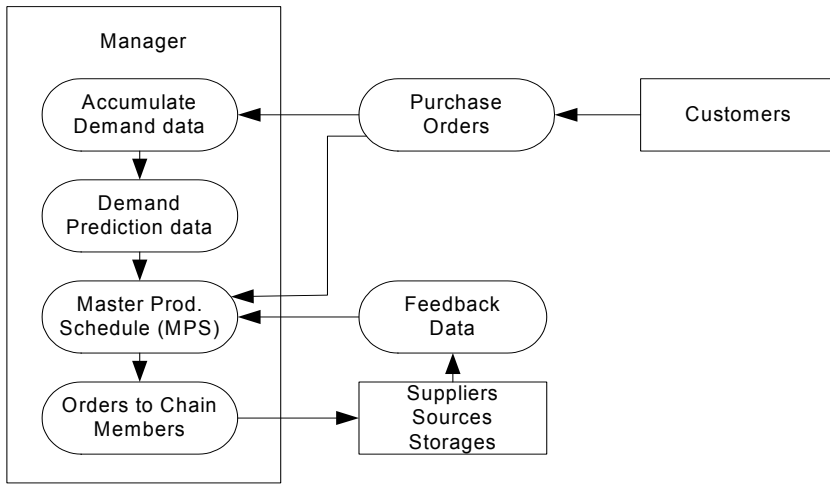 Manager
Accumulate
Demand data
Purchase
Orders
Customers
Demand
Prediction data
Master Prod.
Schedule (MPS)
Feedback
Data
Orders to Chain
Members
Suppliers
Sources
Storages